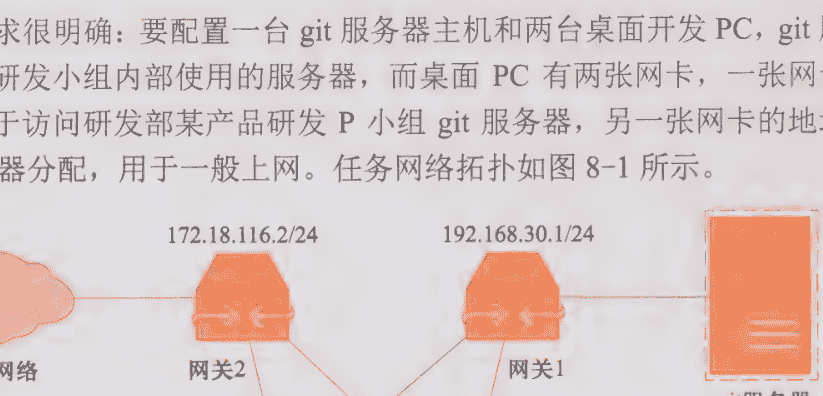 求很明确：要配置一台 git 服务器主机和两台桌面开发 PC，git
研发小组内部使用的服务器，而桌面 PC 有两张网卡，一张网
于访问研发部某产品研发 P 小组 git 服务器，另一张网卡的地
器分配，用于一般上网。任务网络拓扑如图 8-1 所示。
172.18.116.2/24 192.168.30.1/24
网络 网关2 网关1
服务器